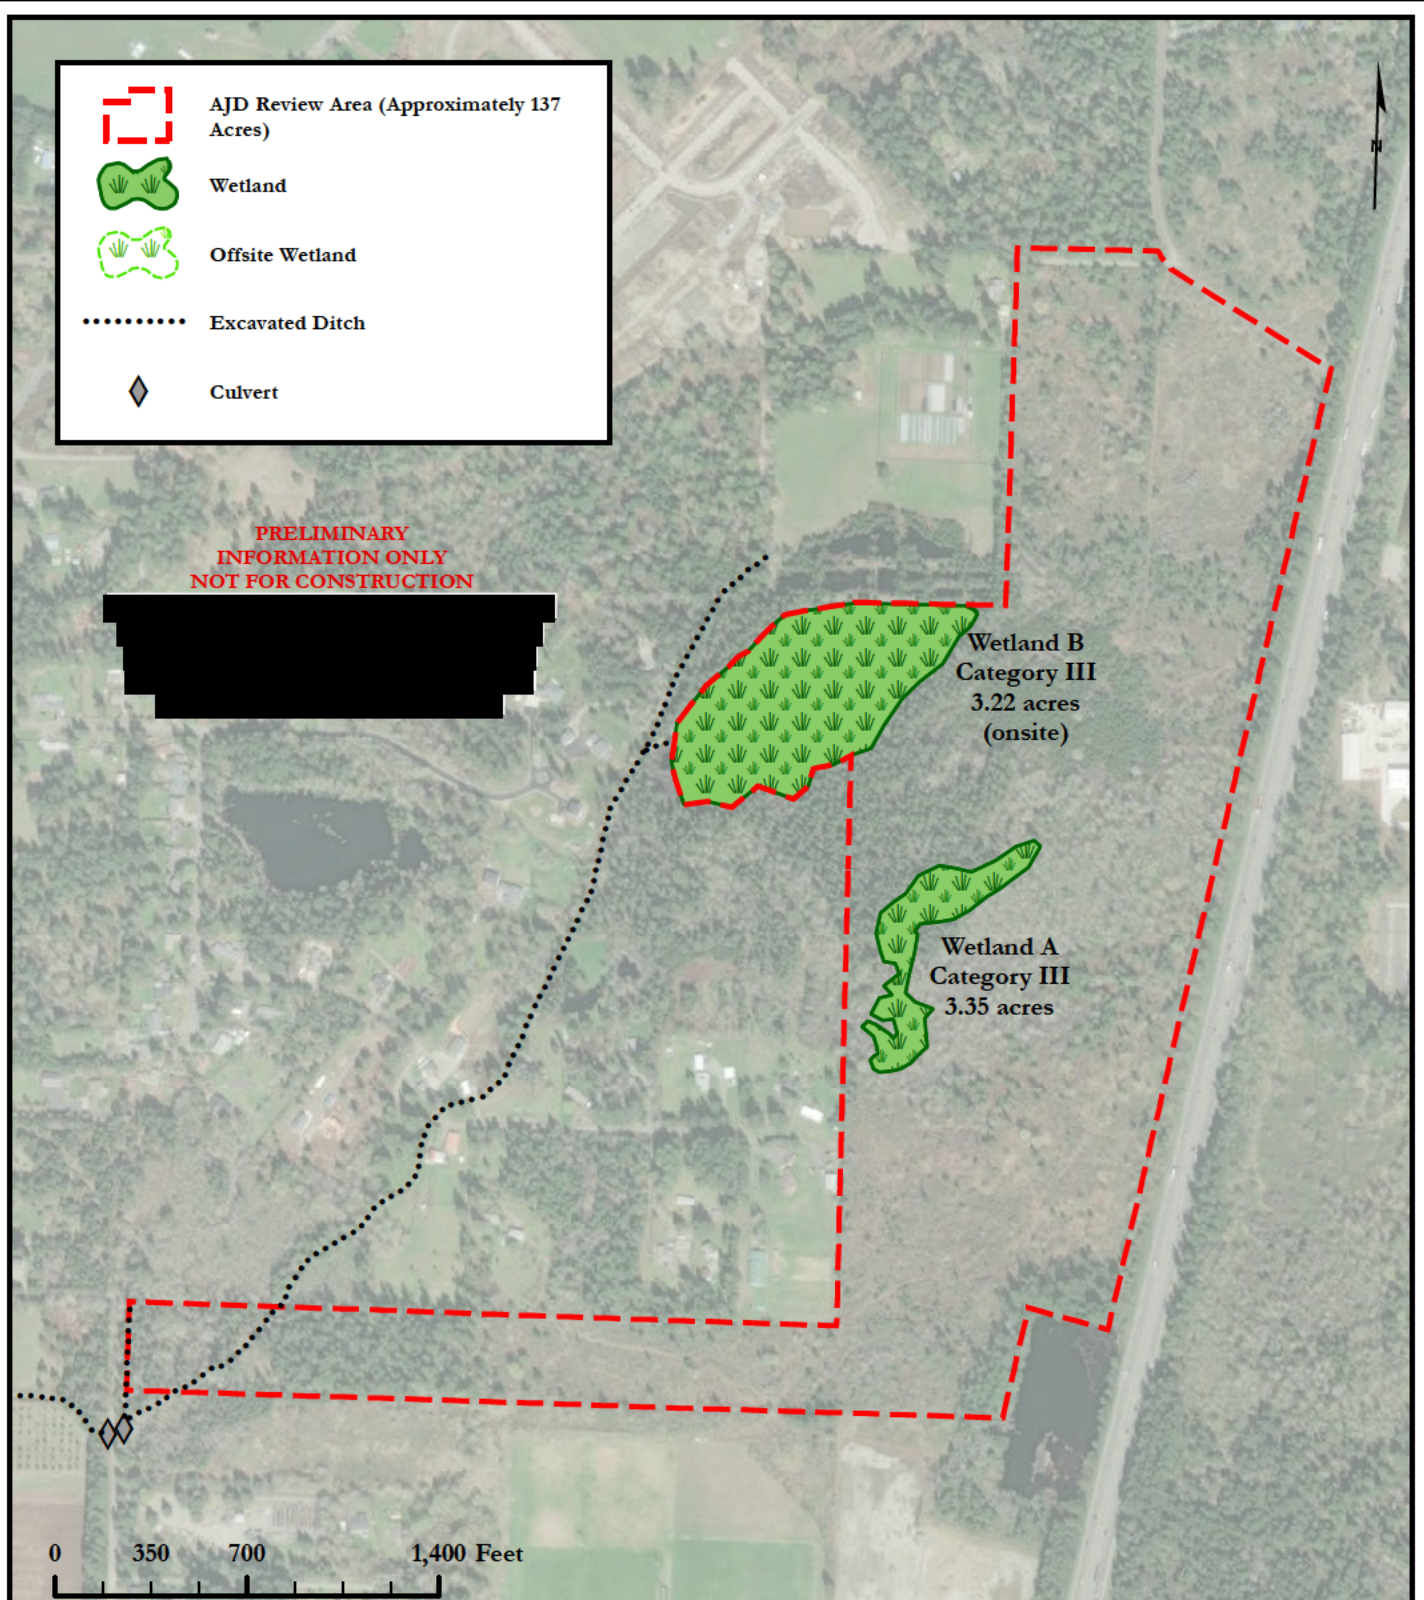 AJD Review Area (Approximately 137
Acres)
Wetland
Offsite Wetland
Excavated Ditch
Culvert
N
PRELIMINARY
INFORMATION ONLY
NOT FOR CONSTRUCTION
Wetland B
Category III
3.22 acres
(onsite)
Wetland A
Category III
3.35 acres
0 350 700 1,400 Feet